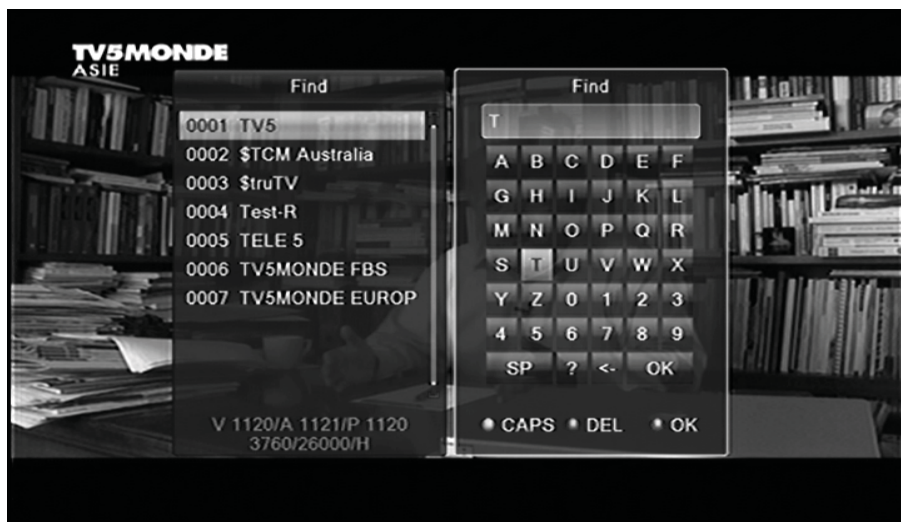 TV5MONDE
ASIE
Find
0001 TV5
0002 $TCM Australia
0003 $truTV
0004 Test-R
0005 TELE 5
0006 TV5MONDE FBS
0007 TV5MONDE EUROP
V 1120/A 1121/P 1120
3760/26000/H
Find
T
A B C D E F
G H I J K L
M N O P Q R
S T U V W X
Y Z 0 1 2 3
4 5 6 7 8 9
SP ? <- OK
CAPS DEL OK